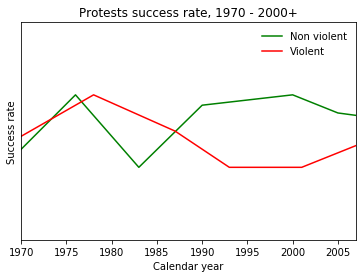 Protests success rate, 1970 - 2000+
Non violent
Violent
Success rate
1970 1975 1980 1985 1990 1995 2000 2005
Calendar year